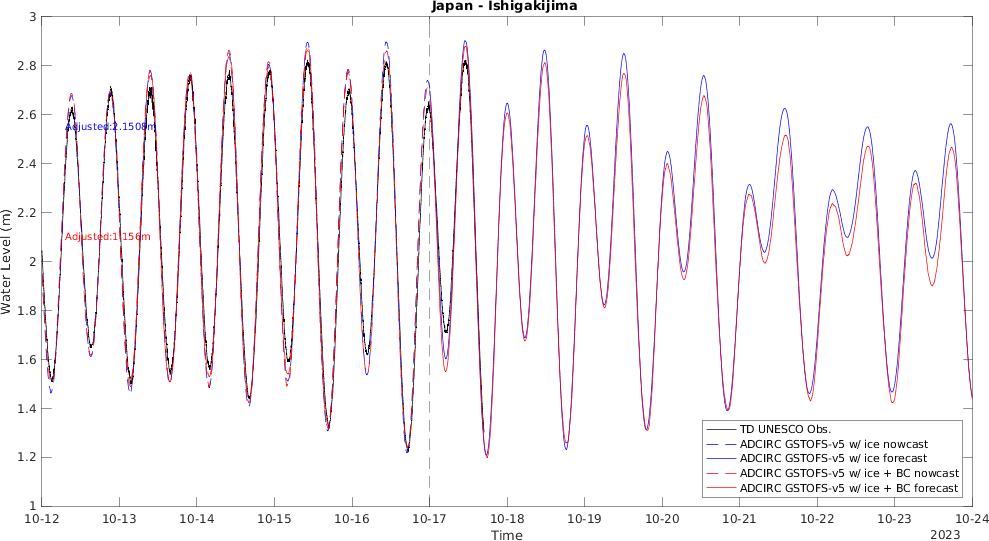 Japan - Ishigakijima
3
2.8
2.6
2.4
2.2
2
1.8
1.6
1.4
1.2
1
Water Level (m)
Adjusted:2.1508m
Adjusted:1.156m
TD UNESCO Obs.
ADCIRC GSTOFS-v5 w/ ice nowcast
ADCIRC GSTOFS-v5 w/ ice forecast
ADCIRC GSTOFS-v5 w/ ice + BC nowcast
ADCIRC GSTOFS-v5 w/ ice + BC forecast
10-12 10-13 10-14 10-15 10-16 10-17 10-18 10-19 10-20 10-21 10-22 10-23 10-24
Time
2023